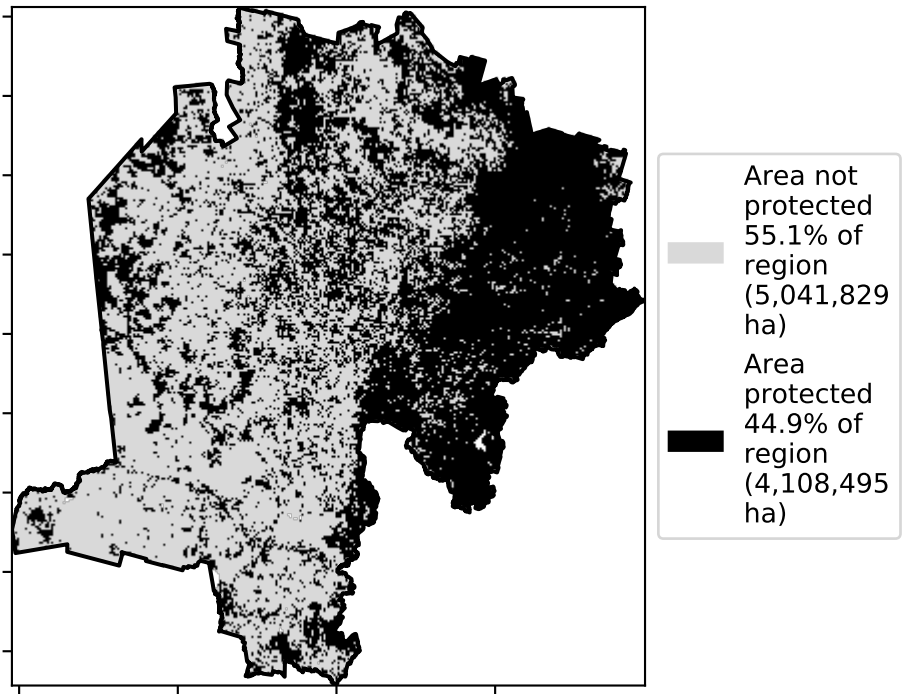 Area not
protected
55.1% of
region
(5,041,829
ha)
Area
protected
44.9% of
region
(4,108,495
ha)